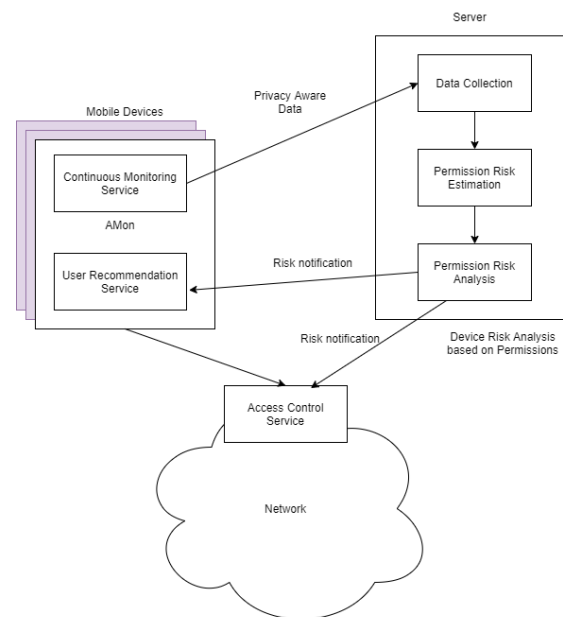 Server
Data Collection
Privacy Aware
Data
Mobile Devices
Continuous Monitoring
Service
AMon
User Recommendation
Service
Permission Risk
Estimation
Permission Risk
Analysis
Risk notification
Risk notification
Device Risk Analysis
based on Permissions
Access Control
Service
Network